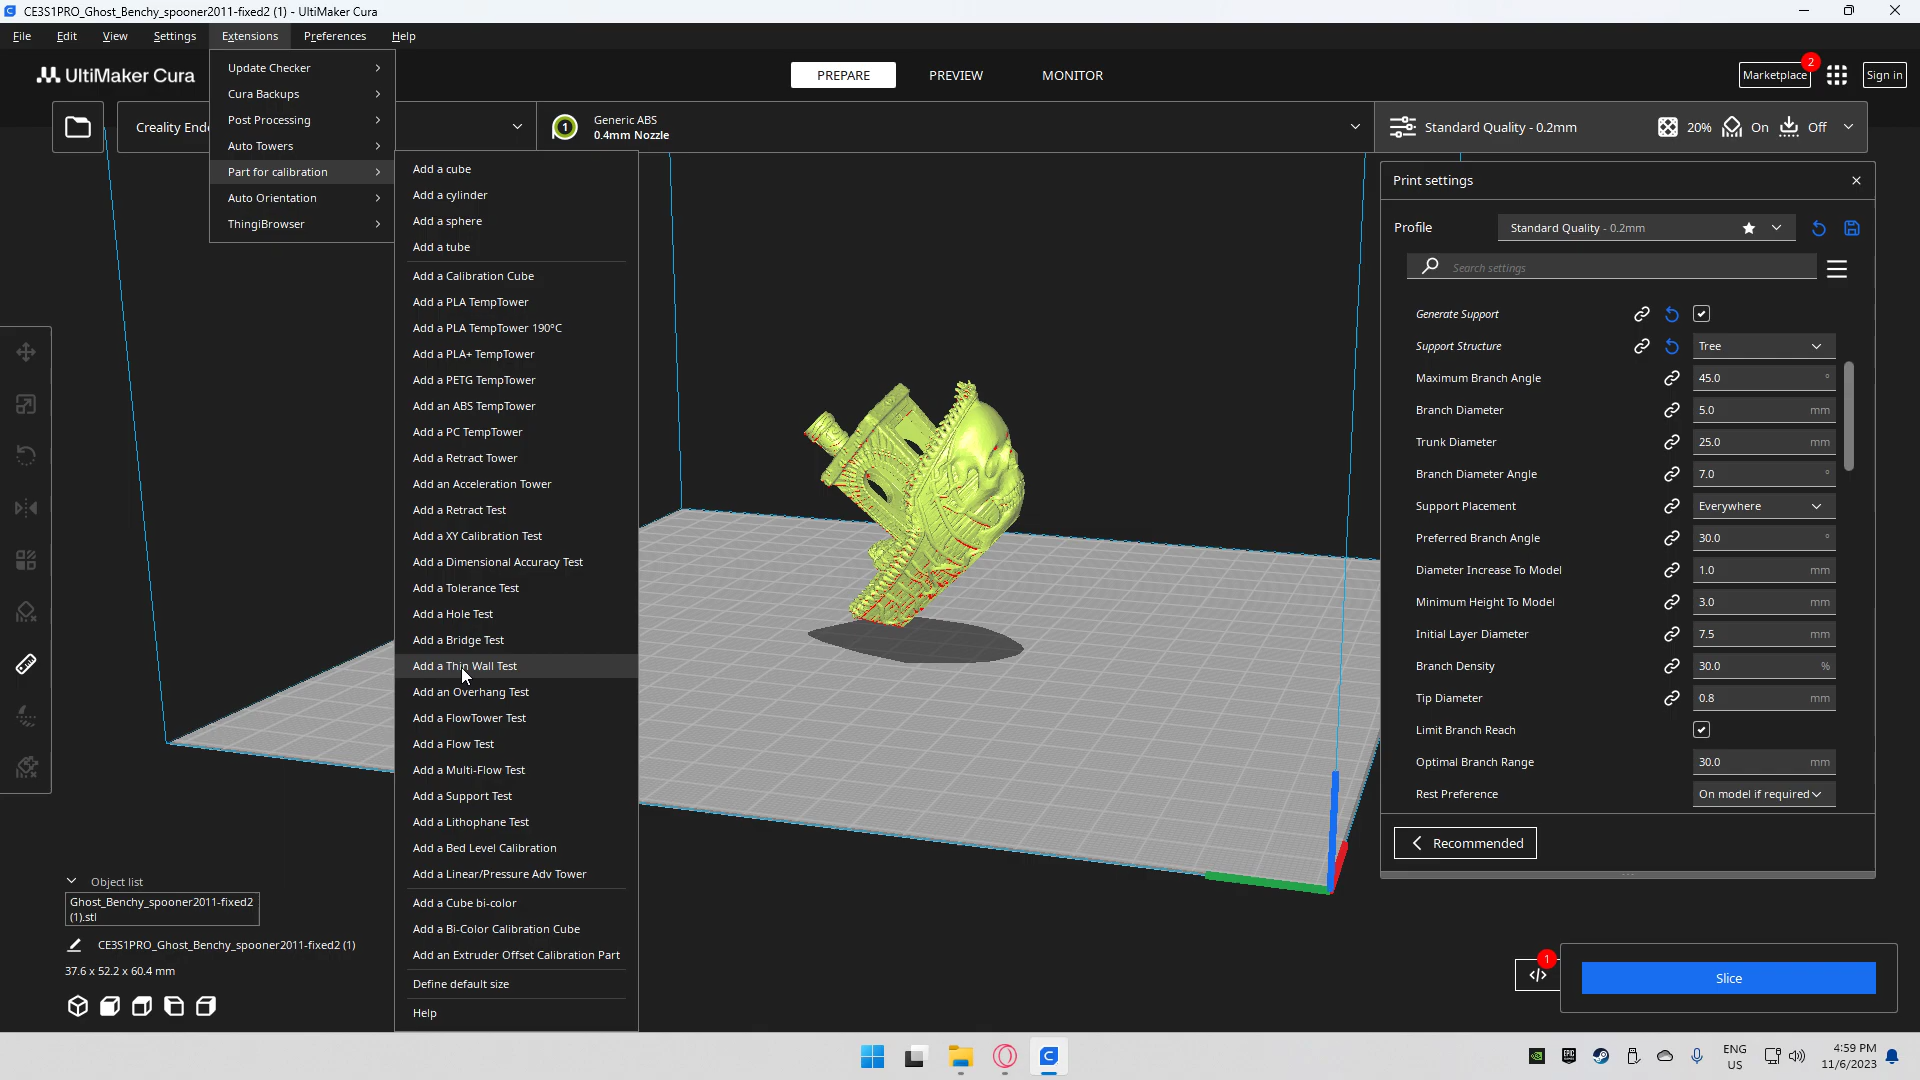 CE3S1PRO_Ghost_Benchy_spooner2011-fixed2 (1) - UltiMaker Cura
File Edit View Settings Extensions Preferences Help
UltiMaker Cura
PREPARE PREVIEW MONITOR
Marketplace 2
Sign in
Creality Ende
1
Generic ABS
0.4mm Nozzle
Standard Quality - 0.2mm 20% On Off
Update Checker
Cura Backups
Post Processing
Auto Towers
Part for calibration
Auto Orientation
ThingiBrowser
Add a cube
Add a cylinder
Add a sphere
Add a tube
Add a Calibration Cube
Add a PLA TempTower
Add a PLA TempTower 190°C
Add a PLA+ TempTower
Add a PETG TempTower
Add an ABS TempTower
Add a PC TempTower
Add a Retract Tower
Add an Acceleration Tower
Add a Retract Test
Add a XY Calibration Test
Add a Dimensional Accuracy Test
Add a Tolerance Test
Add a Hole Test
Add a Bridge Test
Add a Thin Wall Test
Add an Overhang Test
Add a FlowTower Test
Add a Flow Test
Add a Multi-Flow Test
Add a Support Test
Add a Lithophane Test
Add a Bed Level Calibration
Add a Linear/Pressure Adv Tower
Add a Cube bi-color
Add a Bi-Color Calibration Cube
Add an Extruder Offset Calibration Part
Define default size
Help
Print settings
Profile Standard Quality - 0.2mm
Search settings
Generate Support
Support Structure Tree
Maximum Branch Angle 45.0 °
Branch Diameter 5.0 mm
Trunk Diameter 25.0 mm
Branch Diameter Angle 7.0 °
Support Placement Everywhere
Preferred Branch Angle 30.0 °
Diameter Increase To Model 1.0 mm
Minimum Height To Model 3.0 mm
Initial Layer Diameter 7.5 mm
Branch Density 30.0 %
Tip Diameter 0.8 mm
Limit Branch Reach
Optimal Branch Range 30.0 mm
Rest Preference On model if required
Recommended
Object list
Ghost_Benchy_spooner2011-fixed2
(1).stl
CE3S1PRO_Ghost_Benchy_spooner2011-fixed2 (1)
37.6 x 52.2 x 60.4 mm
1
Slice
ENG
US
4:59 PM
11/6/2023